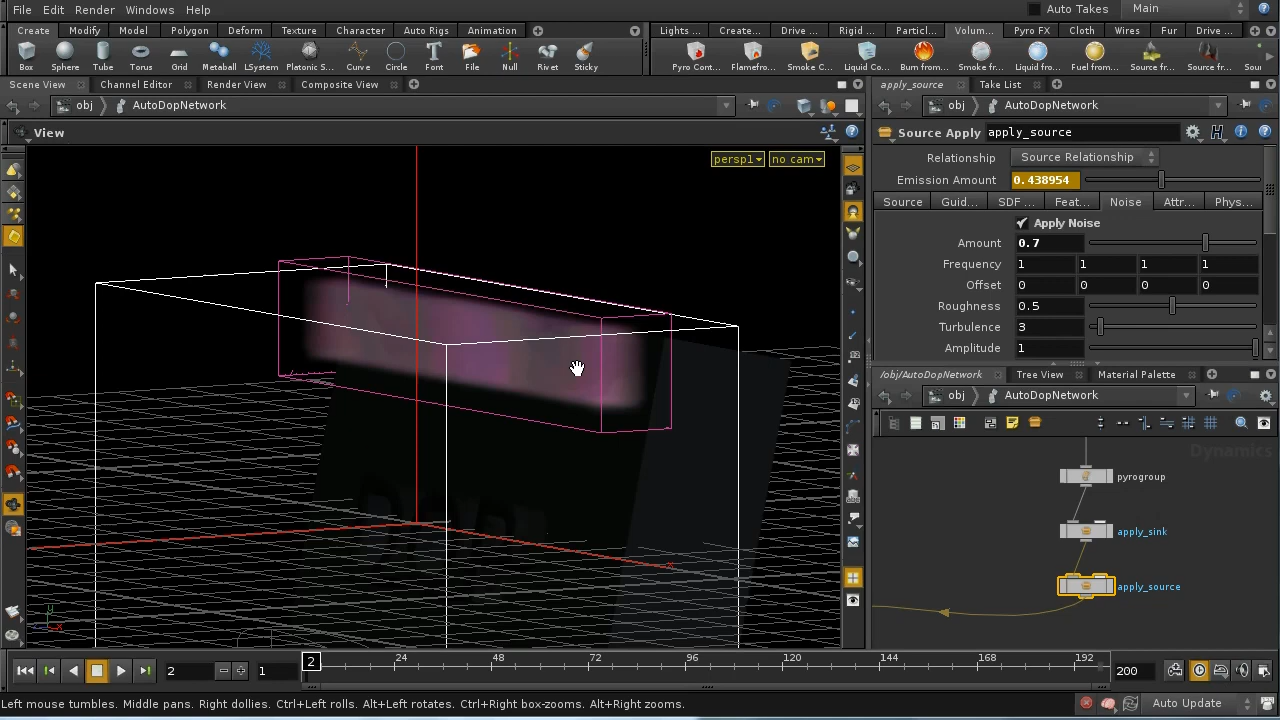 File Edit Render Windows Help Auto Takes Main
Create Modify Model Polygon Deform Texture Character Auto Rigs Animation Lights ... Create... Drive ... Rigid ... Particl... Volum... Pyro FX Cloth Wires Fur Drive ...
Box Sphere Tube Torus Grid Metaball LSystem Platonic S... Curve Circle Font File Null Rivet Sticky Pyro Cont... Flamefro... Smoke C... Liquid Co... Burn from... Smoke fr... Liquid fro... Fuel from... Source fr... Source fr... Sou
Scene View Channel Editor Render View Composite View apply_source Take List
obj AutoDopNetwork obj AutoDopNetwork
View Source Apply apply_source
persp1 no cam
Relationship Source Relationship
Emission Amount 0.438954
Source Guid... SDF ... Feat... Noise Attr... Phys...
Apply Noise
Amount 0.7
Frequency 1 1 1 1
Offset 0 0 0 0
Roughness 0.5
Turbulence 3
Amplitude 1
/obj/AutoDopNetwork Tree View Material Palette
obj AutoDopNetwork
Dynamics
pyrogroup
apply_sink
apply_source
2 1 2 24 48 72 96 120 144 168 192 200
Left mouse tumbles. Middle pans. Right dollies. Ctrl+Left rolls. Alt+Left rotates. Ctrl+Right box-zooms. Alt+Right zooms. Auto Update